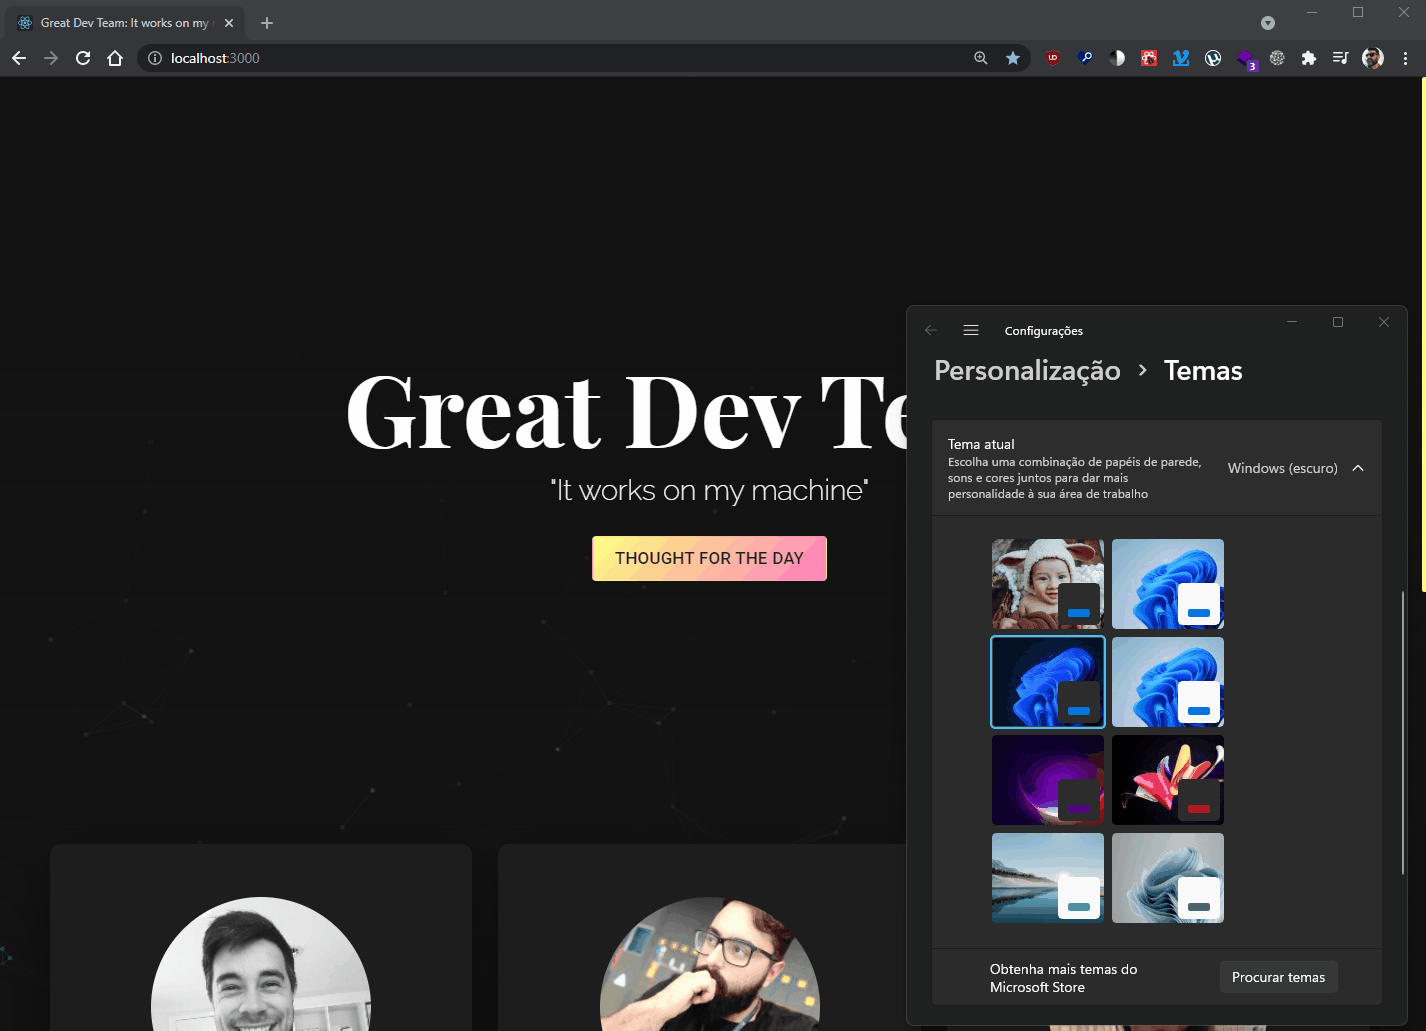 Great Dev Team: It works on my
localhost:3000
3
Great Dev Te
"It works on my machine"
THOUGHT FOR THE DAY
Configurações
Personalização > Temas
Tema atual
Escolha uma combinação de papéis de parede,
sons e cores juntos para dar mais
personalidade à sua área de trabalho
Windows (escuro)
Obtenha mais temas do
Microsoft Store
Procurar temas